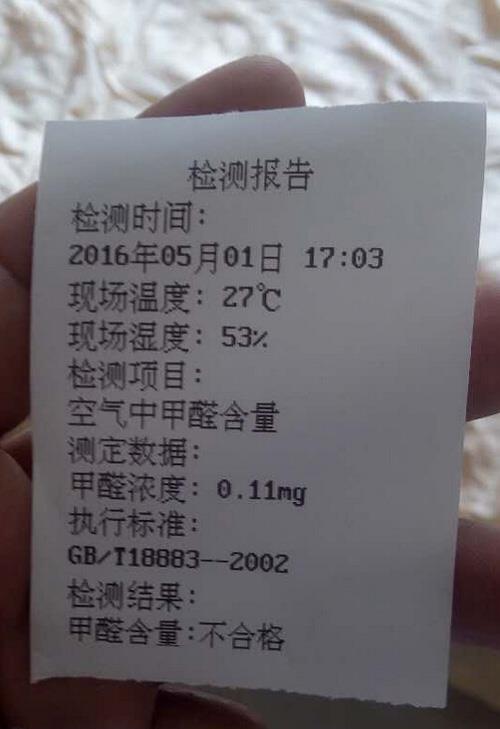 检测报告
检测时间:
2016年05月01日 17:03
现场温度: 27℃
现场湿度: 53%
检测项目:
空气中甲醛含量
测定数据:
甲醛浓度: 0.11mg
执行标准:
GB/T18883--2002
检测结果:
甲醛含量:不合格